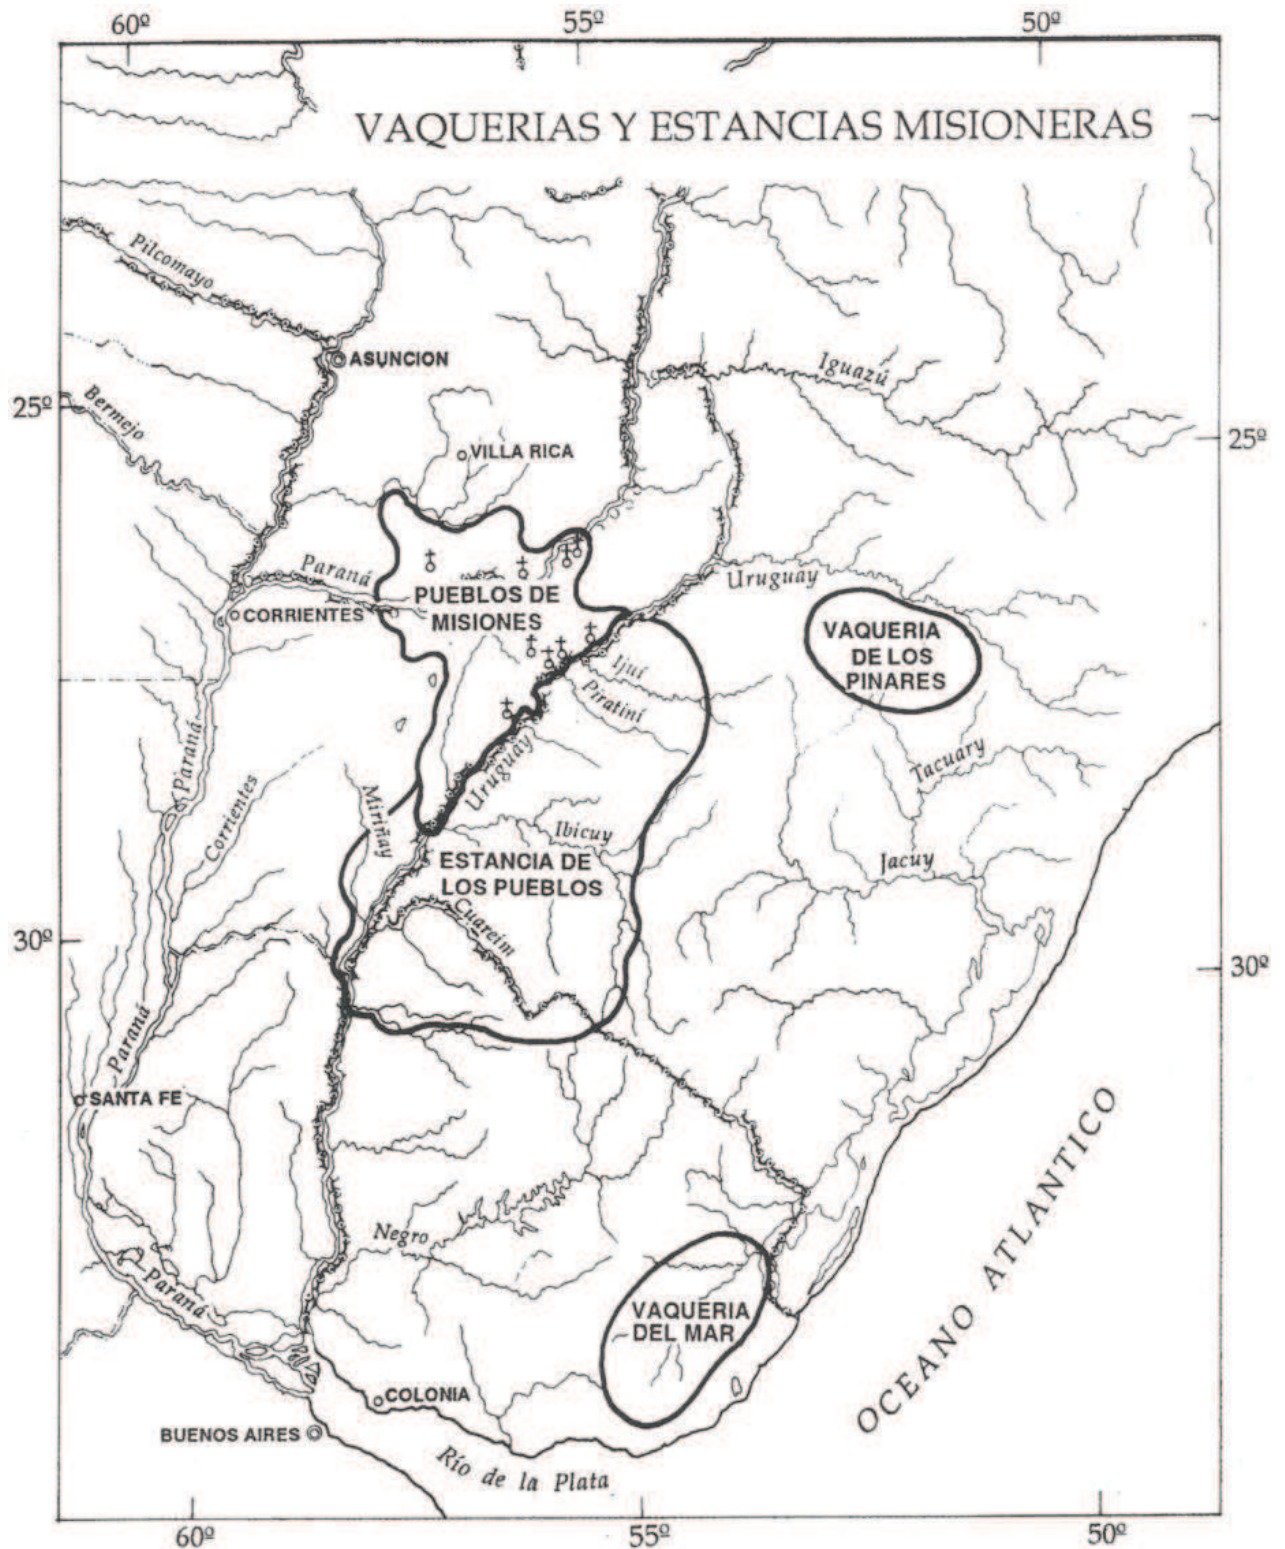 60º 55º 50º
VAQUERIAS Y ESTANCIAS MISIONERAS
Pilcomayo
ASUNCION
Iguazú
25º
Bermejo
25º
VILLA RICA
Paraná
Uruguay
PUEBLOS DE
MISIONES
CORRIENTES
VAQUERIA
DE LOS
PINARES
Ijuí
Piratini
Paraná
Uruguay
Tacuary
Corrientes
Miriñay
Ibicuy
Jacuy
ESTANCIA DE
LOS PUEBLOS
Cuareim
30º
30º
Paraná
SANTA FE
OCEANO ATLANTICO
Negro
Paraná
VAQUERIA
DEL MAR
COLONIA
BUENOS AIRES
Río de la Plata
60º 55º 50º